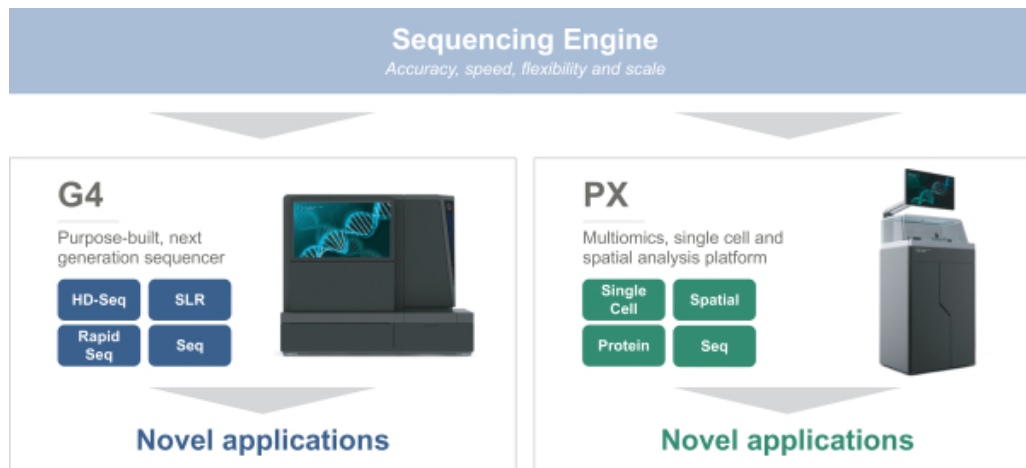 Sequencing Engine
Accuracy, speed, flexibility and scale
G4
Purpose-built, next
generation sequencer
HD-Seq
SLR
Rapid
Seq
Seq
Novel applications
PX
Multiomics, single cell and
spatial analysis platform
Single
Cell
Spatial
Protein
Seq
Novel applications